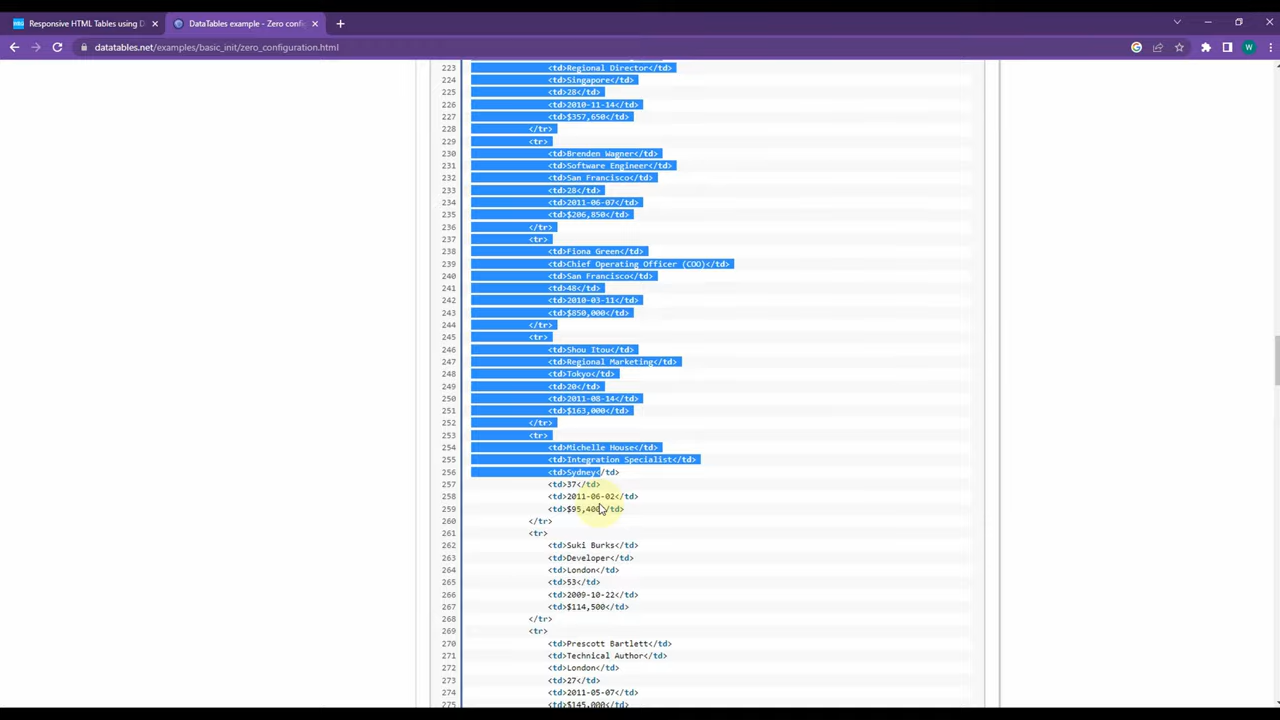 Responsive HTML Tables using D
DataTables example - Zero confi
W
datatables.net/examples/basic_init/zero_configuration.html
223 <td>Regional Director</td>
224 <td>Singapore</td>
225 <td>28</td>
226 <td>2010-11-14</td>
227 <td>$357,650</td>
228 </tr>
229 <tr>
230 <td>Brenden Wagner</td>
231 <td>Software Engineer</td>
232 <td>San Francisco</td>
233 <td>28</td>
234 <td>2011-06-07</td>
235 <td>$206,850</td>
236 </tr>
237 <tr>
238 <td>Fiona Green</td>
239 <td>Chief Operating Officer (COO)</td>
240 <td>San Francisco</td>
241 <td>48</td>
242 <td>2010-03-11</td>
243 <td>$850,000</td>
244 </tr>
245 <tr>
246 <td>Shou Itou</td>
247 <td>Regional Marketing</td>
248 <td>Tokyo</td>
249 <td>20</td>
250 <td>2011-08-14</td>
251 <td>$163,000</td>
252 </tr>
253 <tr>
254 <td>Michelle House</td>
255 <td>Integration Specialist</td>
256 <td>Sydney</td>
257 <td>37</td>
258 <td>2011-06-02</td>
259 <td>$95,400</td>
260 </tr>
261 <tr>
262 <td>Suki Burks</td>
263 <td>Developer</td>
264 <td>London</td>
265 <td>53</td>
266 <td>2009-10-22</td>
267 <td>$114,500</td>
268 </tr>
269 <tr>
270 <td>Prescott Bartlett</td>
271 <td>Technical Author</td>
272 <td>London</td>
273 <td>27</td>
274 <td>2011-05-07</td>
275 <td>$145,000</td>